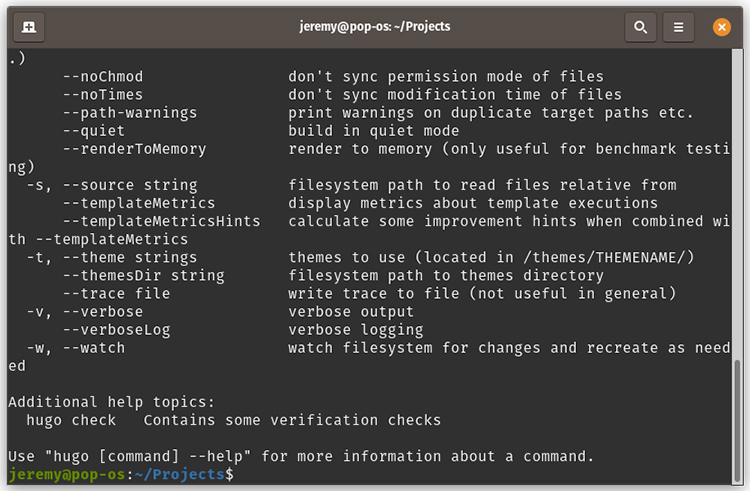 jeremy@pop-os: ~/Projects
.)
      --noChmod                don't sync permission mode of files
      --noTimes                don't sync modification time of files
      --path-warnings          print warnings on duplicate target paths etc.
      --quiet                  build in quiet mode
      --renderToMemory         render to memory (only useful for benchmark testi
ng)
  -s, --source string          filesystem path to read files relative from
      --templateMetrics        display metrics about template executions
      --templateMetricsHints   calculate some improvement hints when combined wi
th --templateMetrics
  -t, --theme strings          themes to use (located in /themes/THEMENAME/)
      --themesDir string       filesystem path to themes directory
      --trace file             write trace to file (not useful in general)
  -v, --verbose                verbose output
      --verboseLog             verbose logging
  -w, --watch                  watch filesystem for changes and recreate as need
ed
Additional help topics:
  hugo check   Contains some verification checks
Use "hugo [command] --help" for more information about a command.
jeremy@pop-os:~/Projects$